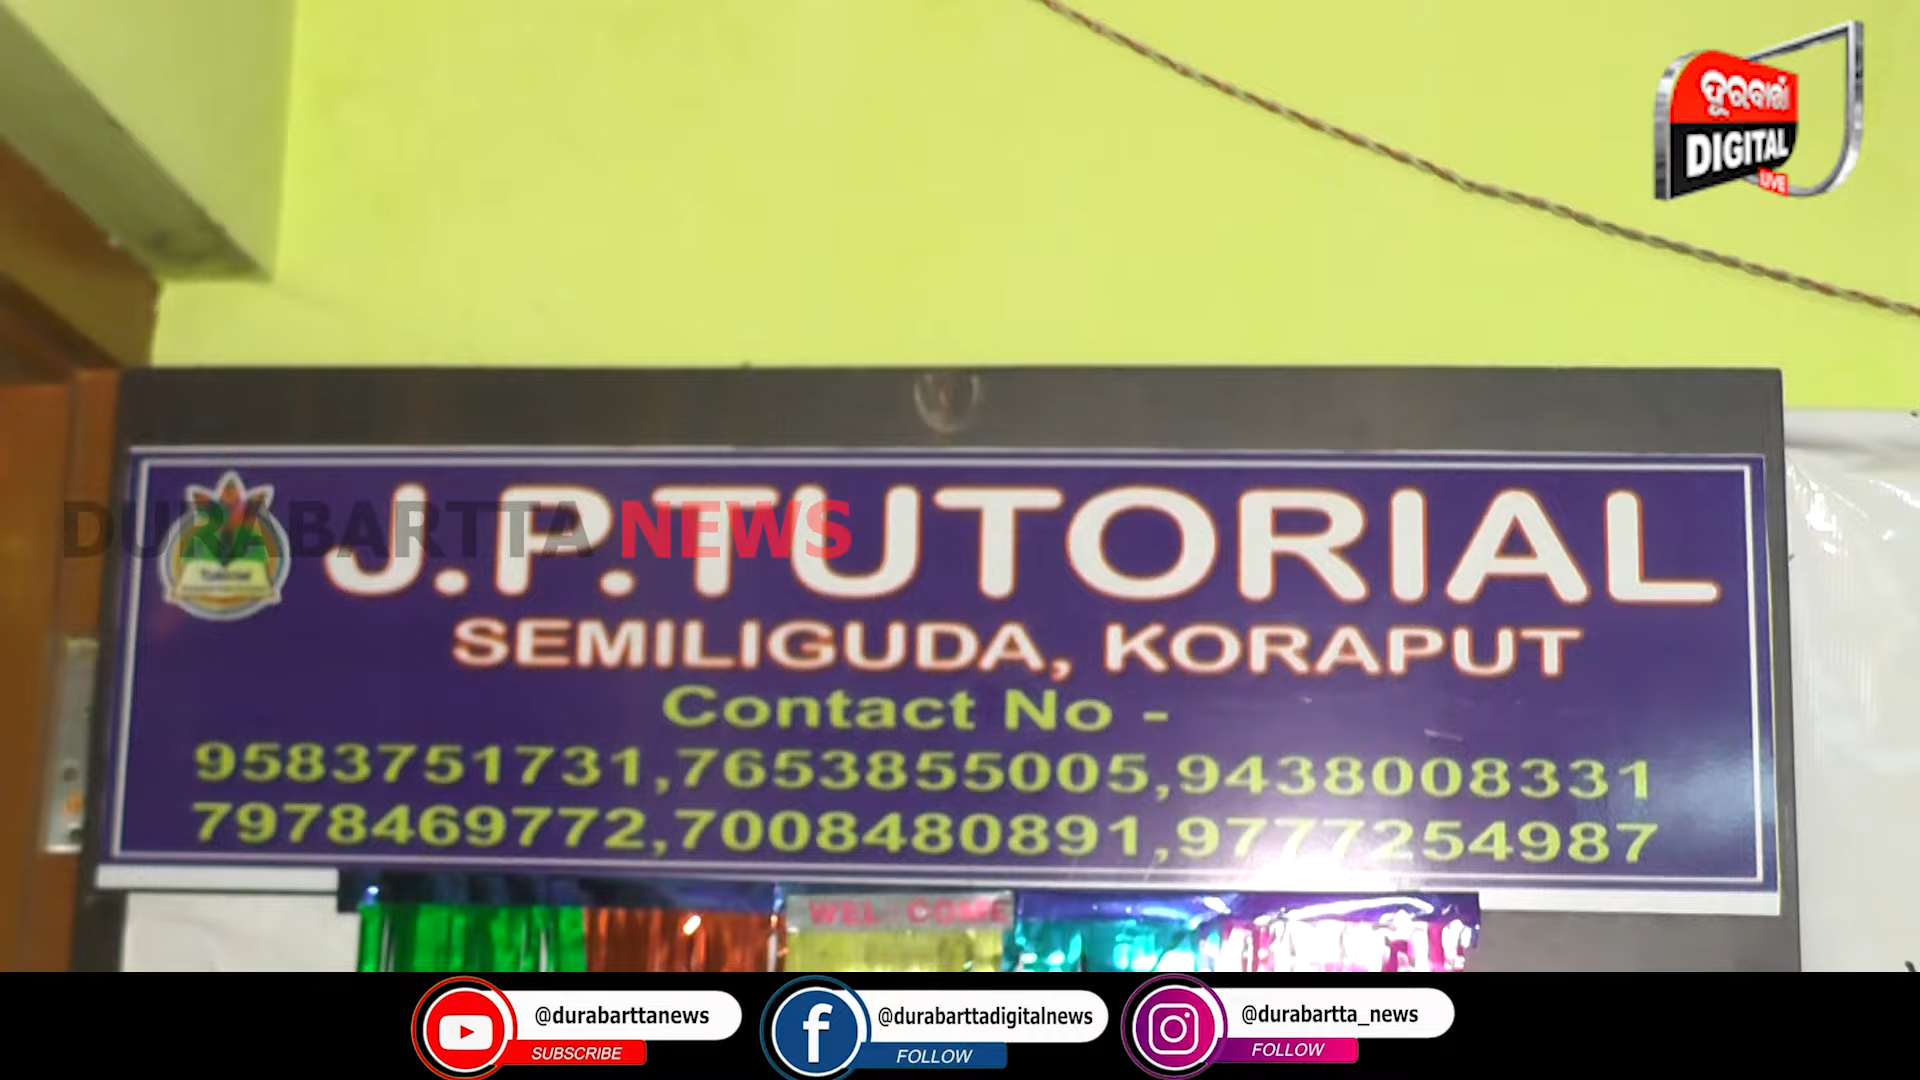 ଦୂରବାର୍ତ୍ତା
DIGITAL
LIVE
DURABARTTA NEWS
J.P.TUTORIAL
SEMILIGUDA, KORAPUT
Contact No -
9583751731,7653855005,9438008331
7978469772,7008480891,9777254987
WEL COME
@durabarttanews
SUBSCRIBE
@durabarttadigitalnews
FOLLOW
@durabartta_news
FOLLOW